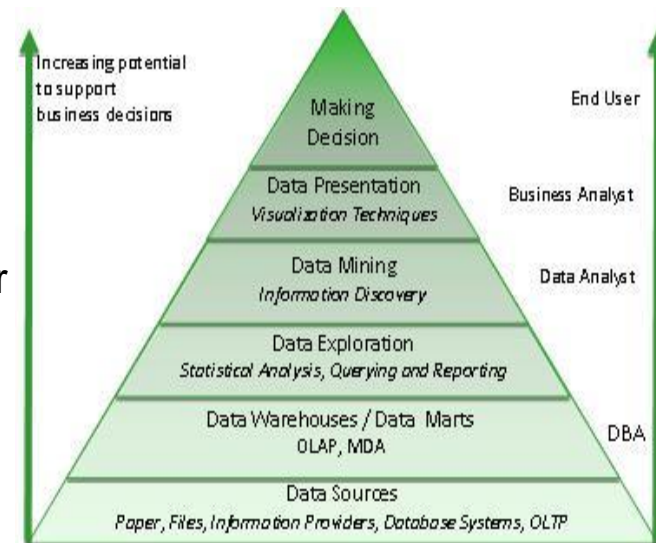 Increasing potential
to support
business decisions
End User
Making
Decision
Data Presentation
Visualization Techniques
Business Analyst
r
Data Mining
Information Discovery
Data Analyst
Data Exploration
Statistical Analysis, Querying and Reporting
Data Warehouses / Data Marts
OLAP, MDA
DBA
Data Sources
Paper, Files, Information Providers, Database Systems, OLTP